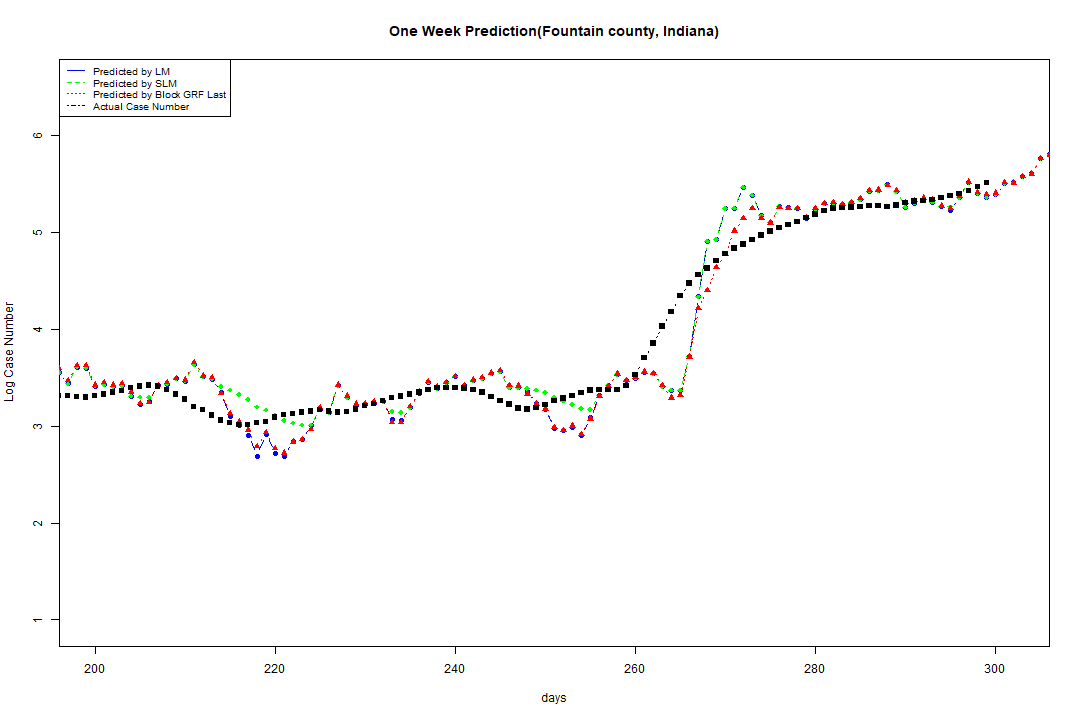 One Week Prediction(Fountain county, Indiana)
Predicted by LM
Predicted by SLM
Predicted by Block GRF Last
Actual Case Number
Log Case Number
6
5
4
3
2
1
200 220 240 260 280 300
days